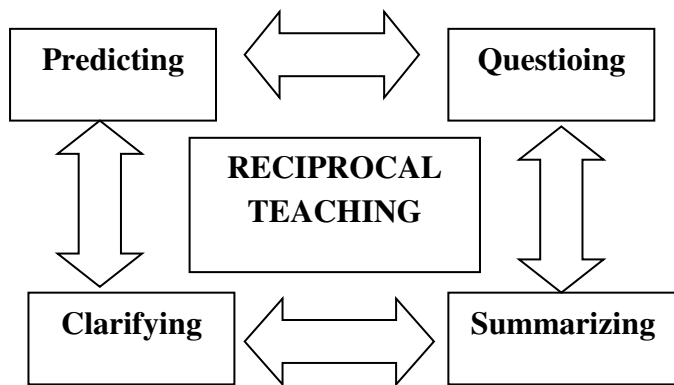 Predicting
Questioing
RECIPROCAL
TEACHING
Clarifying
Summarizing